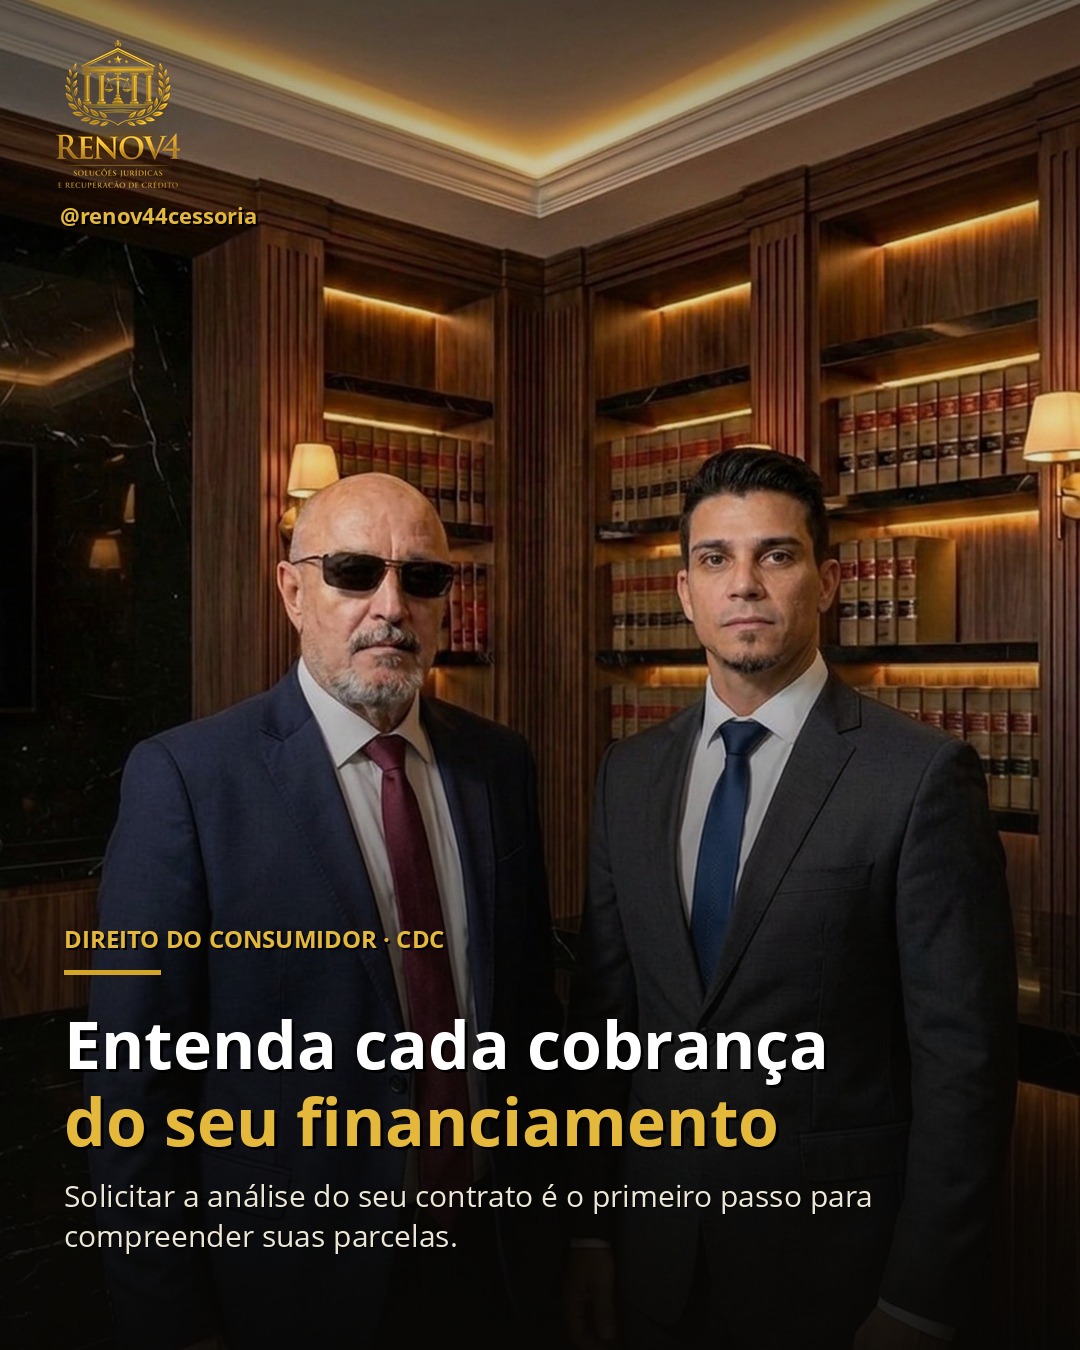 RENOV4
SOLUÇÕES JURÍDICAS
E RECUPERAÇÃO DE CRÉDITO
@renov44cessoria
DIREITO DO CONSUMIDOR · CDC
Entenda cada cobrança
do seu financiamento
Solicitar a análise do seu contrato é o primeiro passo para
compreender suas parcelas.